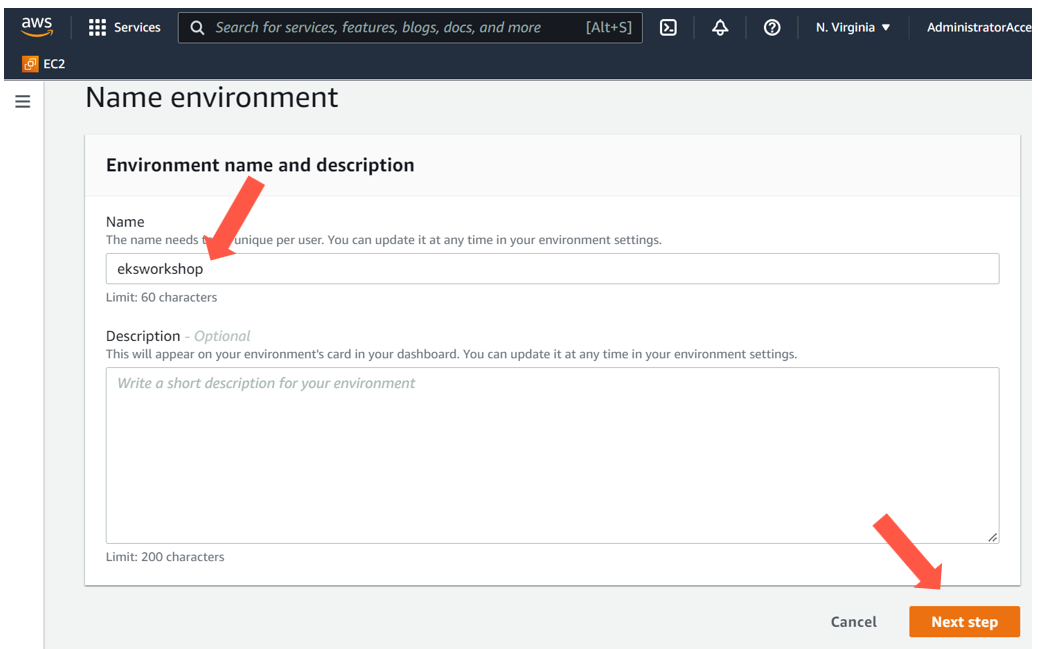 aws Services Search for services, features, blogs, docs, and more [Alt+S] N. Virginia ▼ AdministratorAcce
EC2
Name environment
Environment name and description
Name
The name needs unique per user. You can update it at any time in your environment settings.
eksworkshop
Limit: 60 characters
Description - Optional
This will appear on your environment's card in your dashboard. You can update it at any time in your environment settings.
Write a short description for your environment
Limit: 200 characters
Cancel Next step